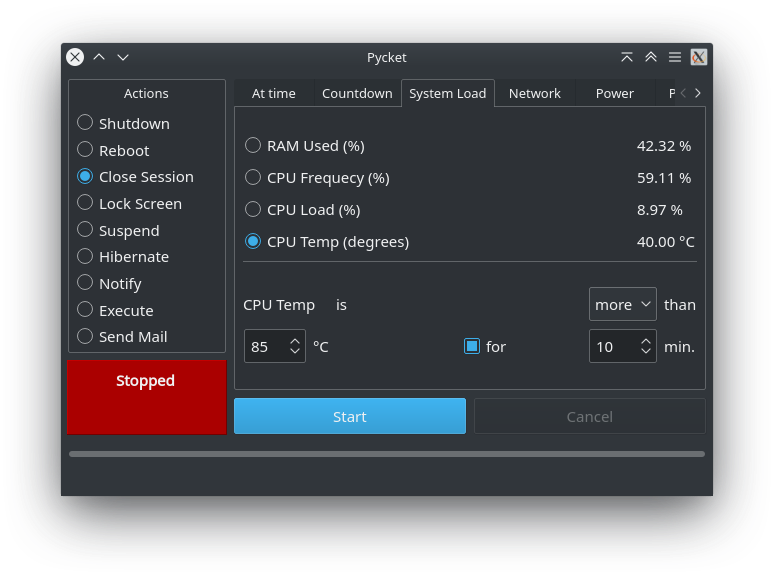 Pycket
Actions
Shutdown
Reboot
Close Session
Lock Screen
Suspend
Hibernate
Notify
Execute
Send Mail
Stopped
At time Countdown System Load Network Power
RAM Used (%) 42.32 %
CPU Frequecy (%) 59.11 %
CPU Load (%) 8.97 %
CPU Temp (degrees) 40.00 °C
CPU Temp is more than
85 °C for 10 min.
Start Cancel